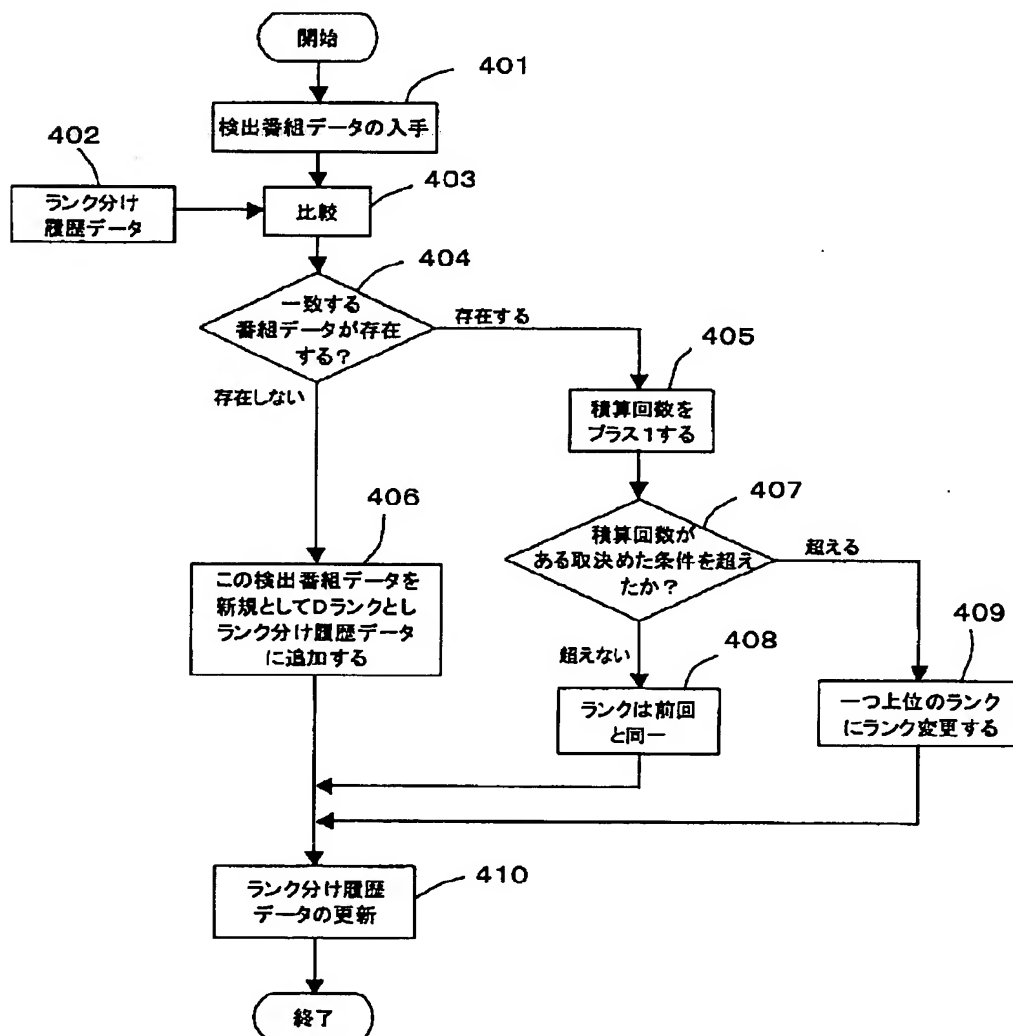 開始
401
検出番組データの入手
402
ランク分け
履歴データ
403
比較
404
一致する
番組データが存在
する？
存在する
存在しない
405
積算回数を
プラス1する
406
この検出番組データを
新規としてDランクとし
ランク分け履歴データ
に追加する
407
積算回数が
ある取決めた条件を超え
たか？
超える
超えない
408
ランクは前回
と同一
409
一つ上位のランク
にランク変更する
410
ランク分け履歴
データの更新
終了